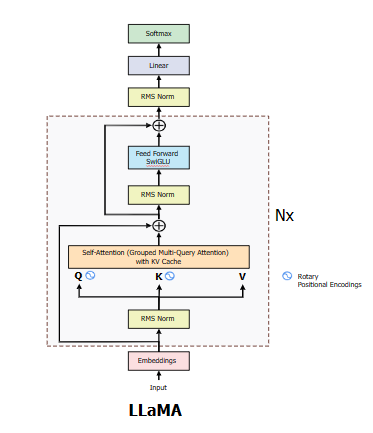 Softmax
Linear
RMS Norm
Feed Forward
SwiGLU
RMS Norm
Nx
Self-Attention (Grouped Multi-Query Attention)
with KV Cache
Q K V
Rotary
Positional Encodings
RMS Norm
Embeddings
Input
LLaMA